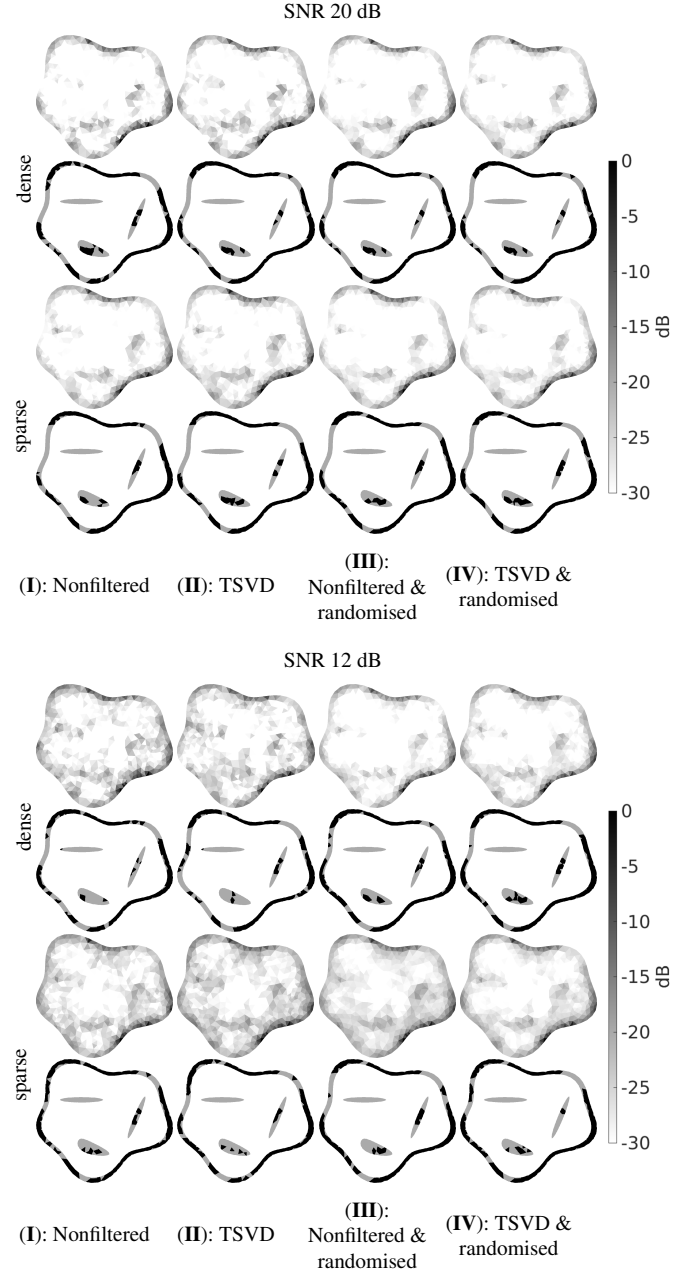 SNR 20 dB
dense
sparse
0
-5
-10
-15
-20
-25
-30
dB
(I): Nonfiltered
(II): TSVD
(III):
Nonfiltered &
randomised
(IV): TSVD &
randomised
SNR 12 dB
dense
sparse
0
-5
-10
-15
-20
-25
-30
dB
(I): Nonfiltered
(II): TSVD
(III):
Nonfiltered &
randomised
(IV): TSVD &
randomised